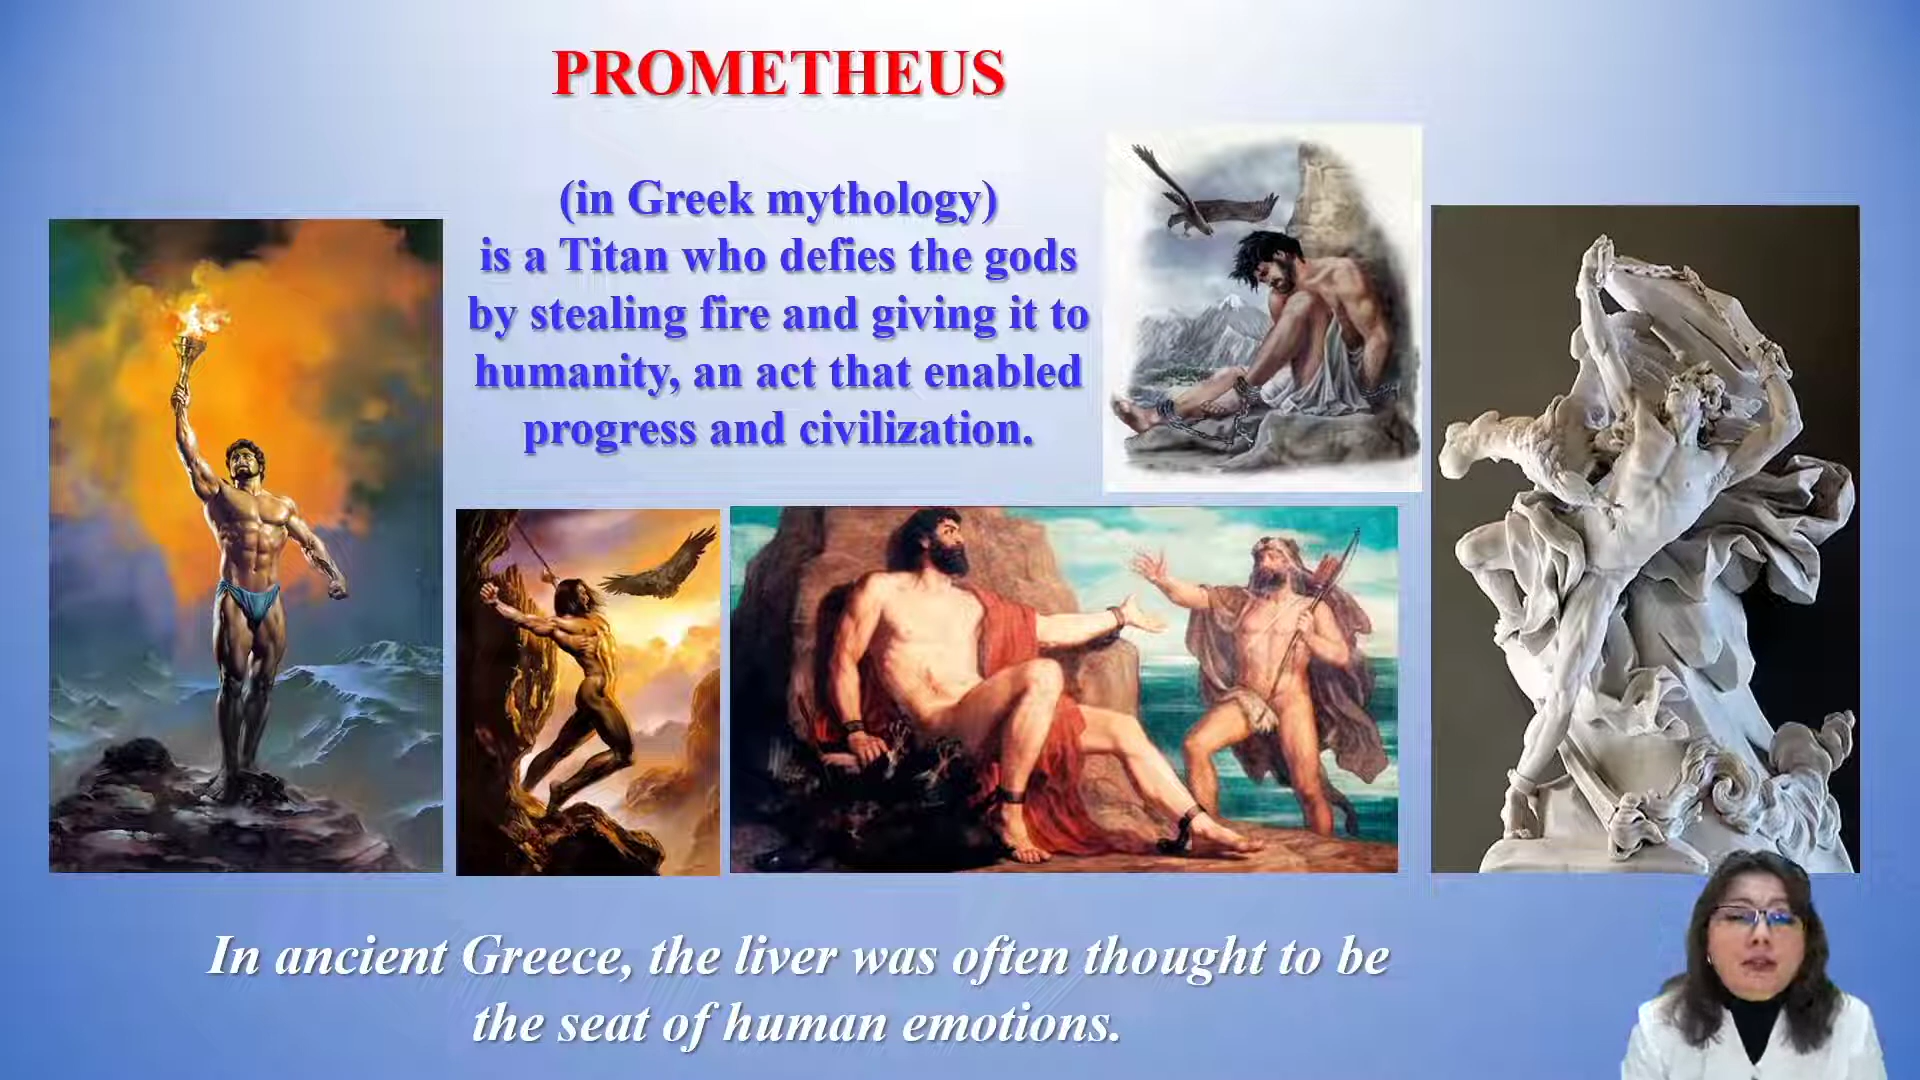 PROMETHEUS
(in Greek mythology)
is a Titan who defies the gods
by stealing fire and giving it to
humanity, an act that enabled
progress and civilization.
In ancient Greece, the liver was often thought to be
the seat of human emotions.